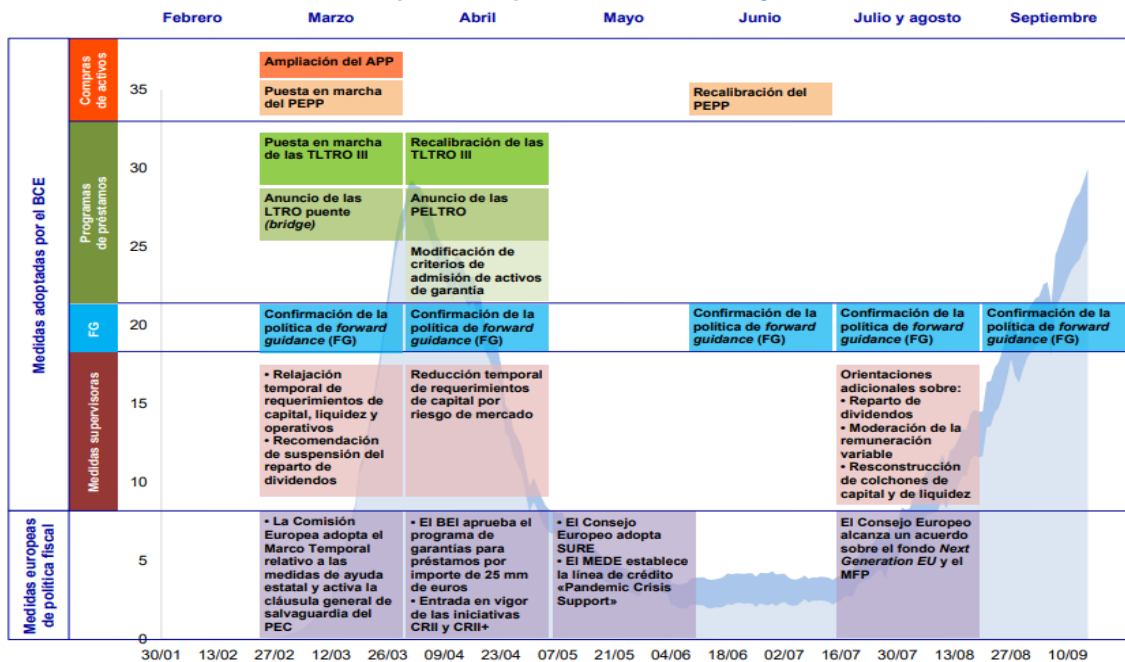 Febrero
Marzo
Abril
Mayo
Junio
Julio y agosto
Septiembre
Medidas adoptadas por el BCE
Compras
de activos
Ampliación del APP
Puesta en marcha
del PEPP
Recalibración del
PEPP
Programas
de préstamos
Puesta en marcha
de las TLTRO III
Recalibración de las
TLTRO III
Anuncio de las
LTRO puente
(bridge)
Anuncio de las
PELTRO
Modificación de
criterios de
admisión de activos
de garantía
FG
Confirmación de la
política de forward
guidance (FG)
Confirmación de la
política de forward
guidance (FG)
Confirmación de la
política de forward
guidance (FG)
Confirmación de la
política de forward
guidance (FG)
Confirmación de la
política de forward
guidance (FG)
Medidas supervisoras
• Relajación
temporal de
requerimientos de
capital, liquidez y
operativos
• Recomendación
de suspensión del
reparto de
dividendos
Reducción temporal
de requerimientos
de capital por
riesgo de mercado
Orientaciones
adicionales sobre:
• Reparto de
dividendos
• Moderación de la
remuneración
variable
• Resconstrucción
de colchones de
capital y de liquidez
Medidas europeas
de política fiscal
• La Comisión
Europea adopta el
Marco Temporal
relativo a las
medidas de ayuda
estatal y activa la
cláusula general de
salvaguardia del
PEC
• El BEI aprueba el
programa de
garantías para
préstamos por
importe de 25 mm
de euros
• Entrada en vigor
de las iniciativas
CRII y CRII+
• El Consejo
Europeo adopta
SURE
• El MEDE establece
la línea de crédito
«Pandemic Crisis
Support»
El Consejo Europeo
alcanza un acuerdo
sobre el fondo Next
Generation EU y el
MFP
35
30
25
20
15
10
5
0
30/01
13/02
27/02
12/03
26/03
09/04
23/04
07/05
21/05
04/06
18/06
02/07
16/07
30/07
13/08
27/08
10/09